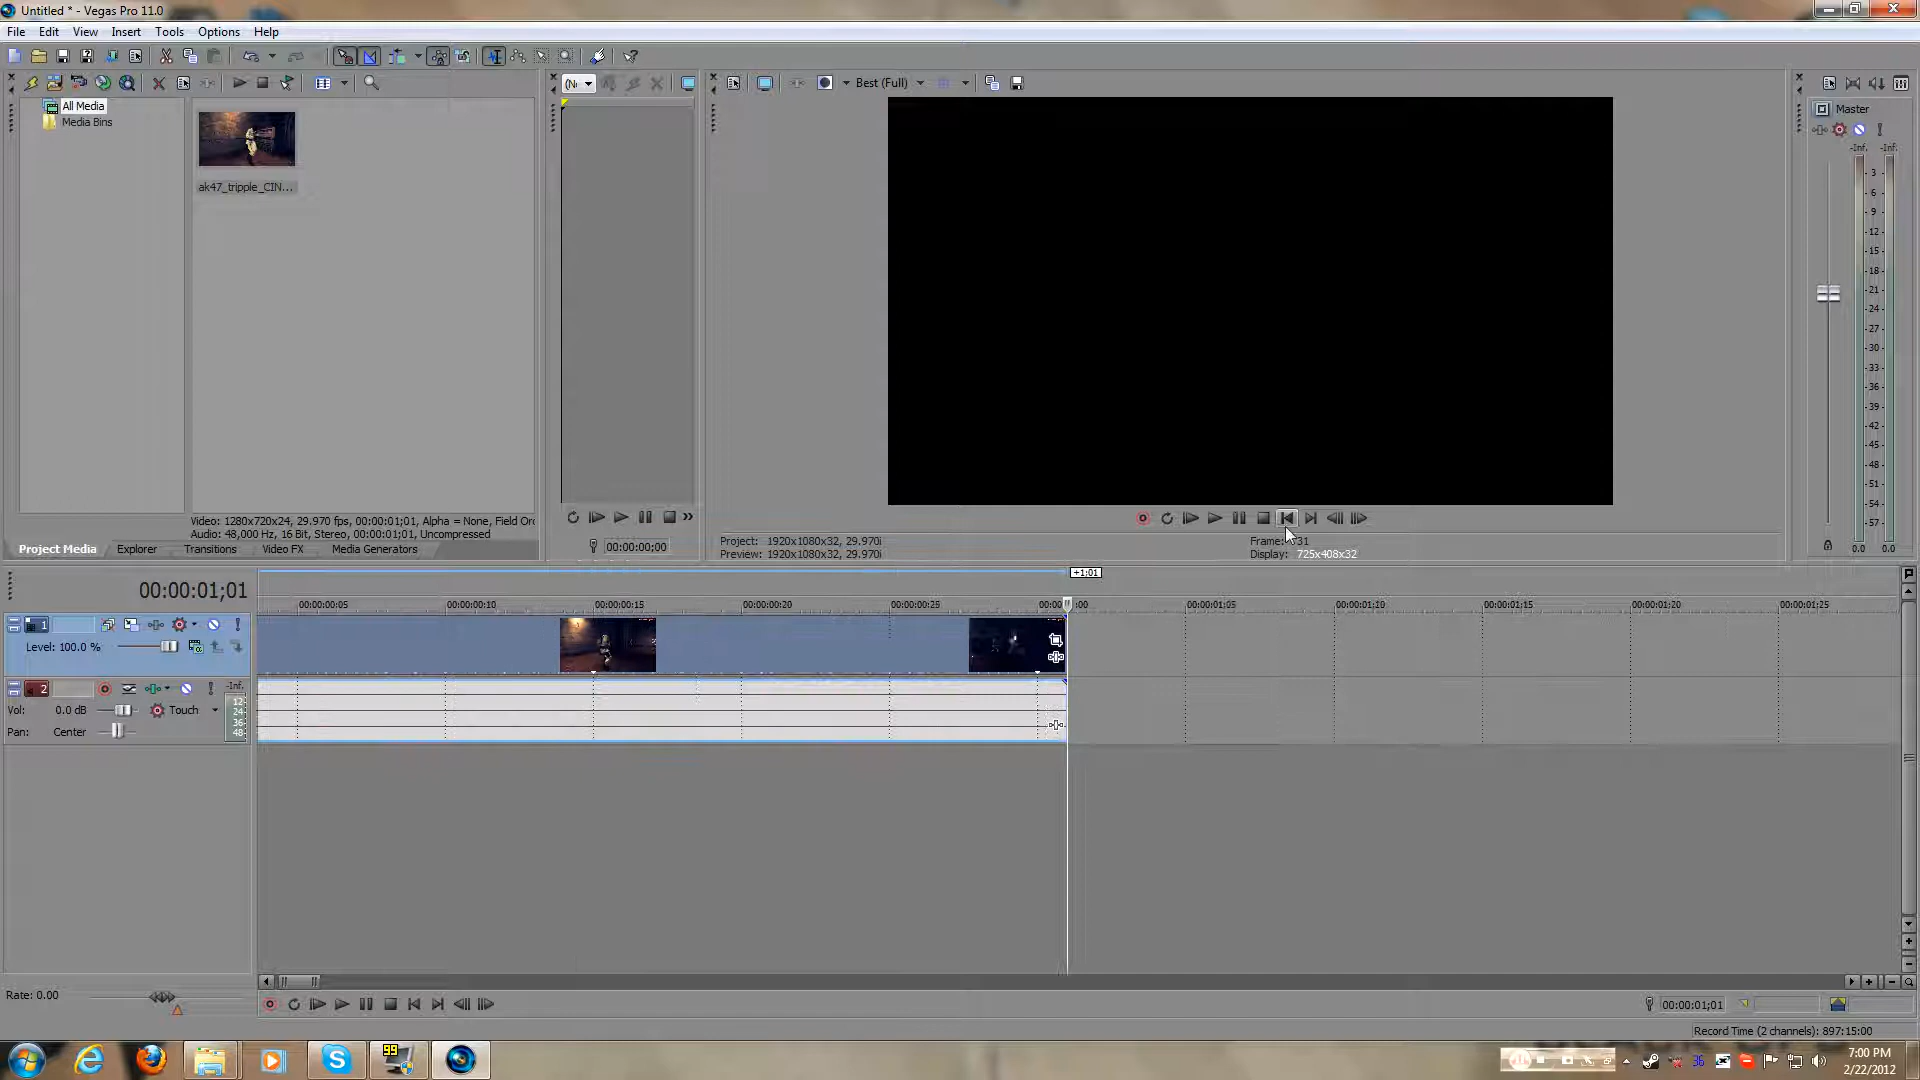 Untitled * - Vegas Pro 11.0
File Edit View Insert Tools Options Help
All Media
Media Bins
ak47_tripple_CIN...
Video: 1280x720x24, 29.970 fps, 00:00:01;01, Alpha = None, Field Orc
Audio: 48,000 Hz, 16 Bit, Stereo, 00:00:01;01, Uncompressed
Project Media Explorer Transitions Video FX Media Generators
00:00:00;00
Best (Full)
Project: 1920x1080x32, 29.970i
Preview: 1920x1080x32, 29.970i
Frame: 31
Display: 725x408x32
Master
-Inf. -Inf.
3
6
9
12
15
18
21
24
27
30
33
36
39
42
45
48
51
54
57
0.0 0.0
+1:01
00:00:01;01
00:00:00;05 00:00:00;10 00:00:00;15 00:00:00;20 00:00:00;25 00:00 :00 00:00:01;05 00:00:01;10 00:00:01;15 00:00:01;20 00:00:01;25
1
Level: 100.0 %
2
-Inf.
12
24
36
48
Vol: 0.0 dB Touch
Pan: Center
Rate: 0.00
00:00:01;01
Record Time (2 channels): 897:15:00
99
36
7:00 PM
2/22/2012